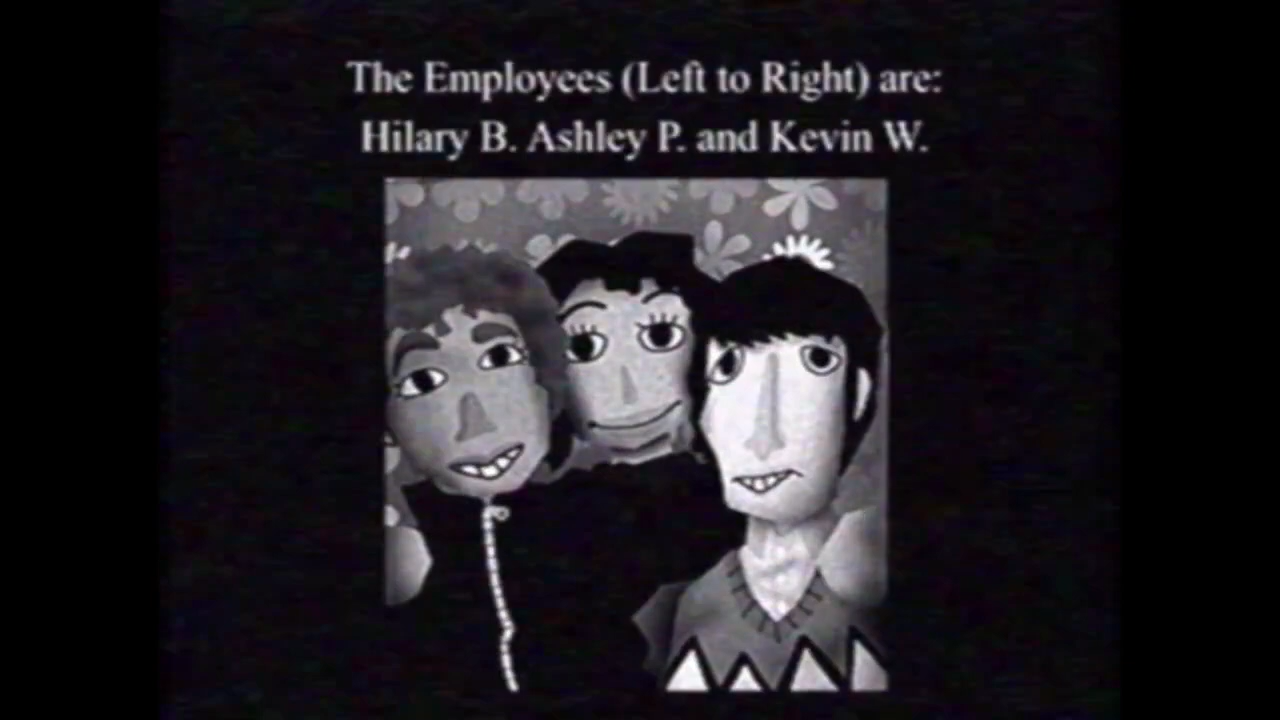 The Employees (Left to Right) are:
Hilary B. Ashley P. and Kevin W.